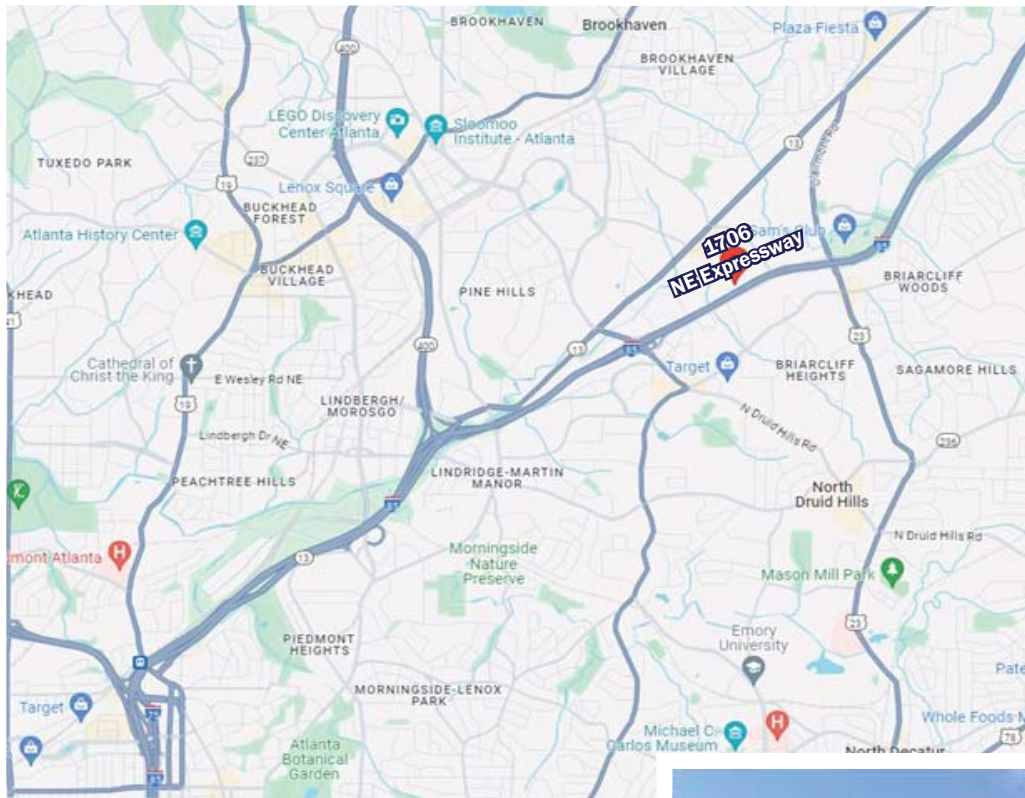 BROOKHAVEN
Brookhaven
Plaza Fiesta
BROOKHAVEN
VILLAGE
400
LEGO Discovery
Center Atlanta
Sloomoo
Institute - Atlanta
TUXEDO PARK
237
13
Clairmont Rd
19
Lenox Square
BUCKHEAD
FOREST
Atlanta History Center
Sam's Club
1706
NE Expressway
85
BUCKHEAD
VILLAGE
BRIARCLIFF
WOODS
KHEAD
PINE HILLS
41
23
400
13
85
Cathedral of
Christ the King
Target
BRIARCLIFF
HEIGHTS
SAGAMORE HILLS
E Wesley Rd NE
19
LINDBERGH/
MOROSGO
N Druid Hills Rd
Lindbergh Dr NE
236
LINDRIDGE-MARTIN
MANOR
PEACHTREE HILLS
North
Druid Hills
85
N Druid Hills Rd
13
mont Atlanta
H
Morningside
Nature
Preserve
Mason Mill Park
23
PIEDMONT
HEIGHTS
Emory
University
Pate
MORNINGSIDE-LENOX
PARK
Target
75
Whole Foods M
Michael C.
Carlos Museum
H
78
Atlanta
Botanical
Garden
North Decatur
85